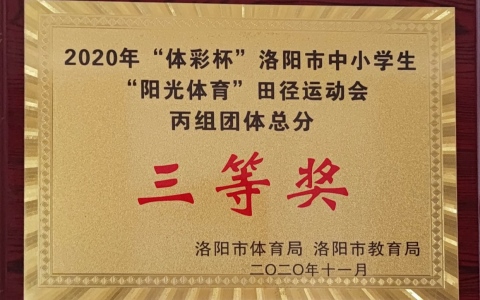 2020年“体彩杯”洛阳市中小学生
“阳光体育”田径运动会
丙组团体总分
三等奖
洛阳市体育局 洛阳市教育局
二〇二〇年十一月